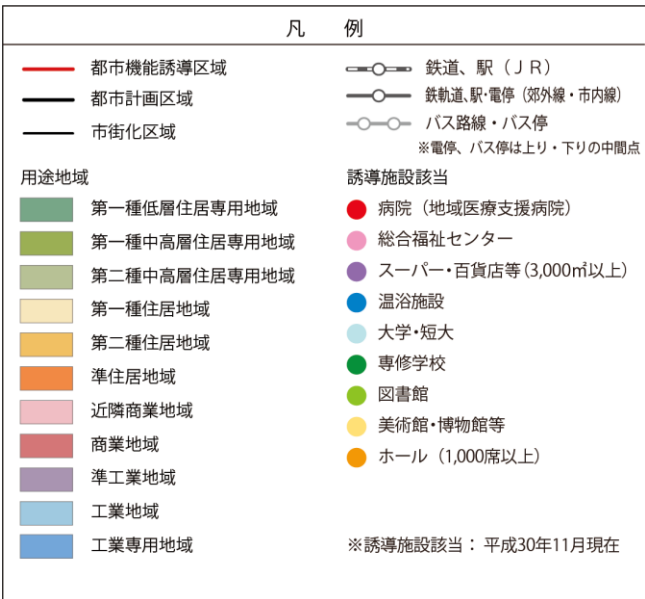 凡 例
都市機能誘導区域
都市計画区域
市街化区域
用途地域
第一種低層住居専用地域
第一種中高層住居専用地域
第二種中高層住居専用地域
第一種住居地域
第二種住居地域
準住居地域
近隣商業地域
商業地域
準工業地域
工業地域
工業専用地域
鉄道、駅（ＪＲ）
鉄軌道、駅・電停（郊外線・市内線）
バス路線・バス停
※電停、バス停は上り・下りの中間点
誘導施設該当
病院（地域医療支援病院）
総合福祉センター
スーパー・百貨店等（3,000㎡以上）
温浴施設
大学・短大
専修学校
図書館
美術館・博物館等
ホール（1,000席以上）
※誘導施設該当：平成30年11月現在